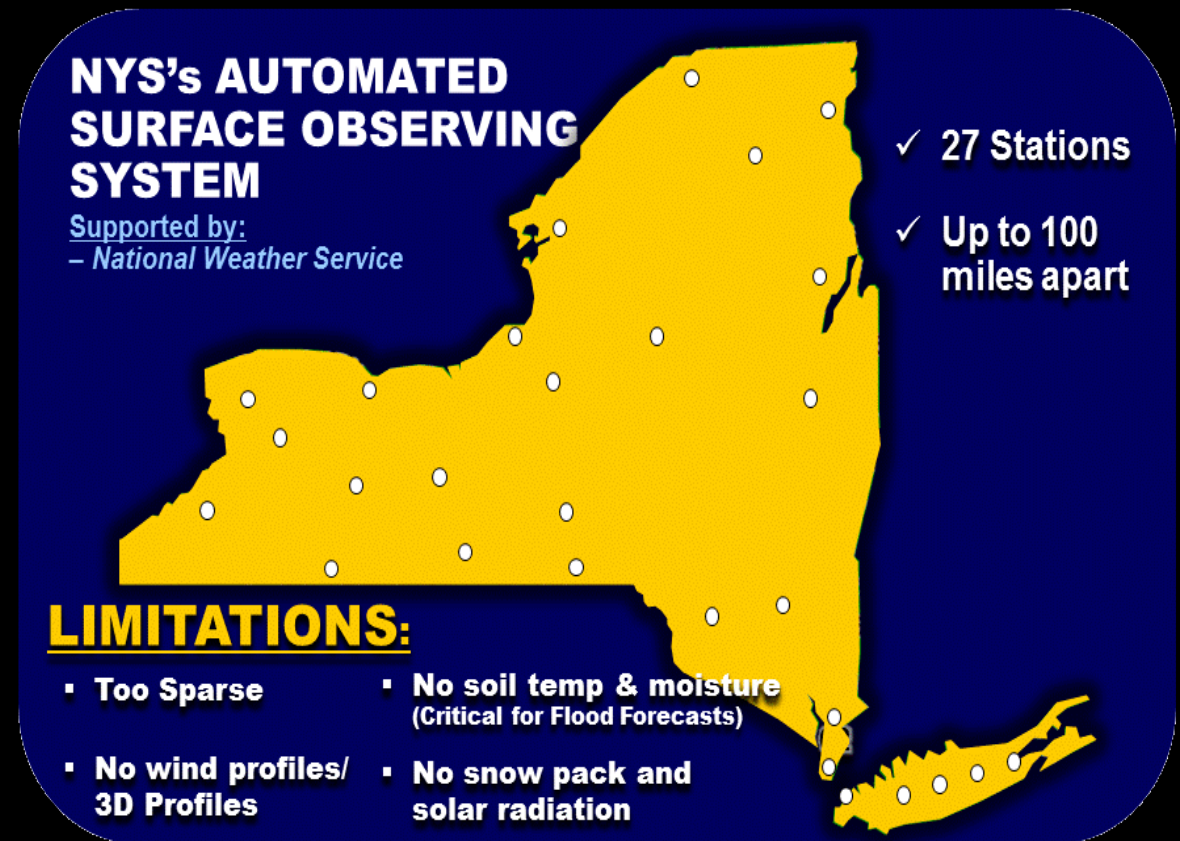 NYS's AUTOMATED
SURFACE OBSERVING
SYSTEM
Supported by:
– National Weather Service
✓ 27 Stations
✓ Up to 100
miles apart
LIMITATIONS:
▪ Too Sparse
▪ No wind profiles/
3D Profiles
▪ No soil temp & moisture
(Critical for Flood Forecasts)
▪ No snow pack and
solar radiation